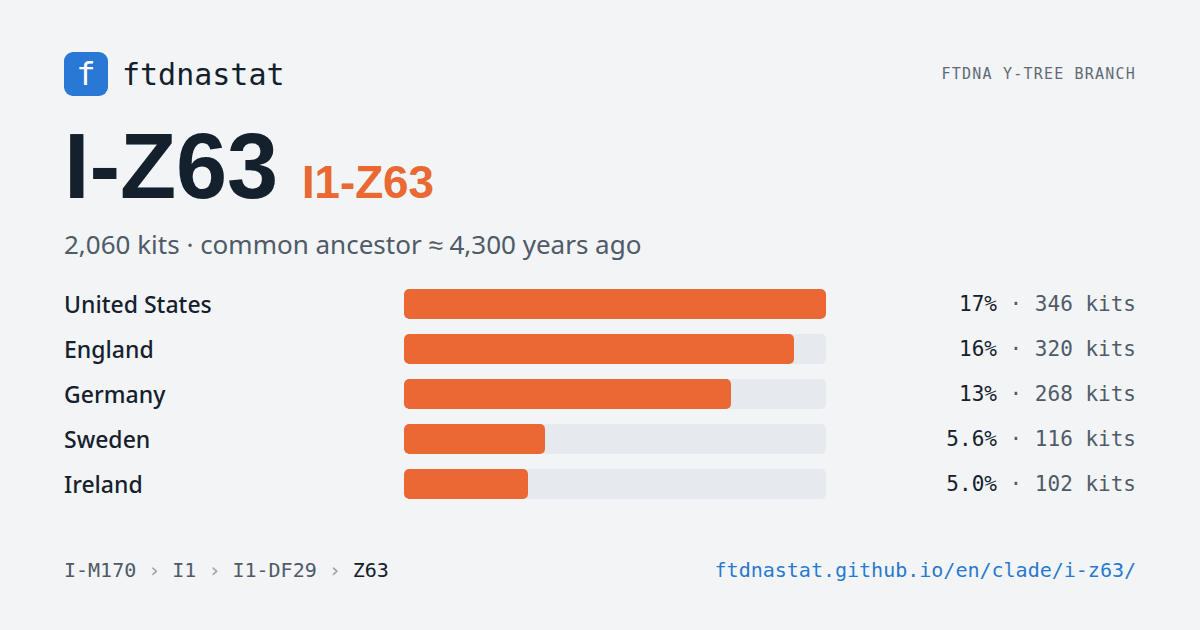 f ftdnastat
FTDNA Y-TREE BRANCH
I-Z63 I1-Z63
2,060 kits · common ancestor ≈ 4,300 years ago
United States 17% · 346 kits
England 16% · 320 kits
Germany 13% · 268 kits
Sweden 5.6% · 116 kits
Ireland 5.0% · 102 kits
I-M170 › I1 › I1-DF29 › Z63
ftdnastat.github.io/en/clade/i-z63/